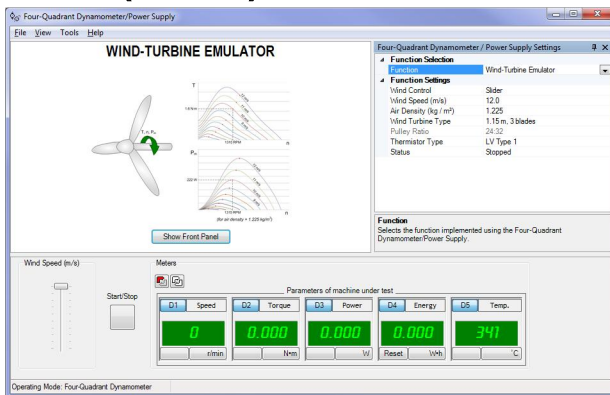 Four-Quadrant Dynamometer/Power Supply
File View Tools Help
WIND-TURBINE EMULATOR
T, n, Pm
T
n
Pm
n
(for air density = 1.225 kg/m³)
Show Front Panel
Four-Quadrant Dynamometer / Power Supply Settings
Function Selection
Function Wind-Turbine Emulator
Function Settings
Wind Control Slider
Wind Speed (m/s) 12.0
Air Density (kg / m³) 1.225
Wind Turbine Type 1.15 m, 3 blades
Pulley Ratio 24:32
Thermistor Type LV Type 1
Status Stopped
Function
Selects the function implemented using the Four-Quadrant
Dynamometer/Power Supply.
Wind Speed (m/s)
Start/Stop
Meters
Parameters of machine under test
D1 Speed D2 Torque D3 Power D4 Energy D5 Temp.
0 0.000 0.000 0.000 341
r/min N•m W Reset W•h °C
Operating Mode: Four-Quadrant Dynamometer